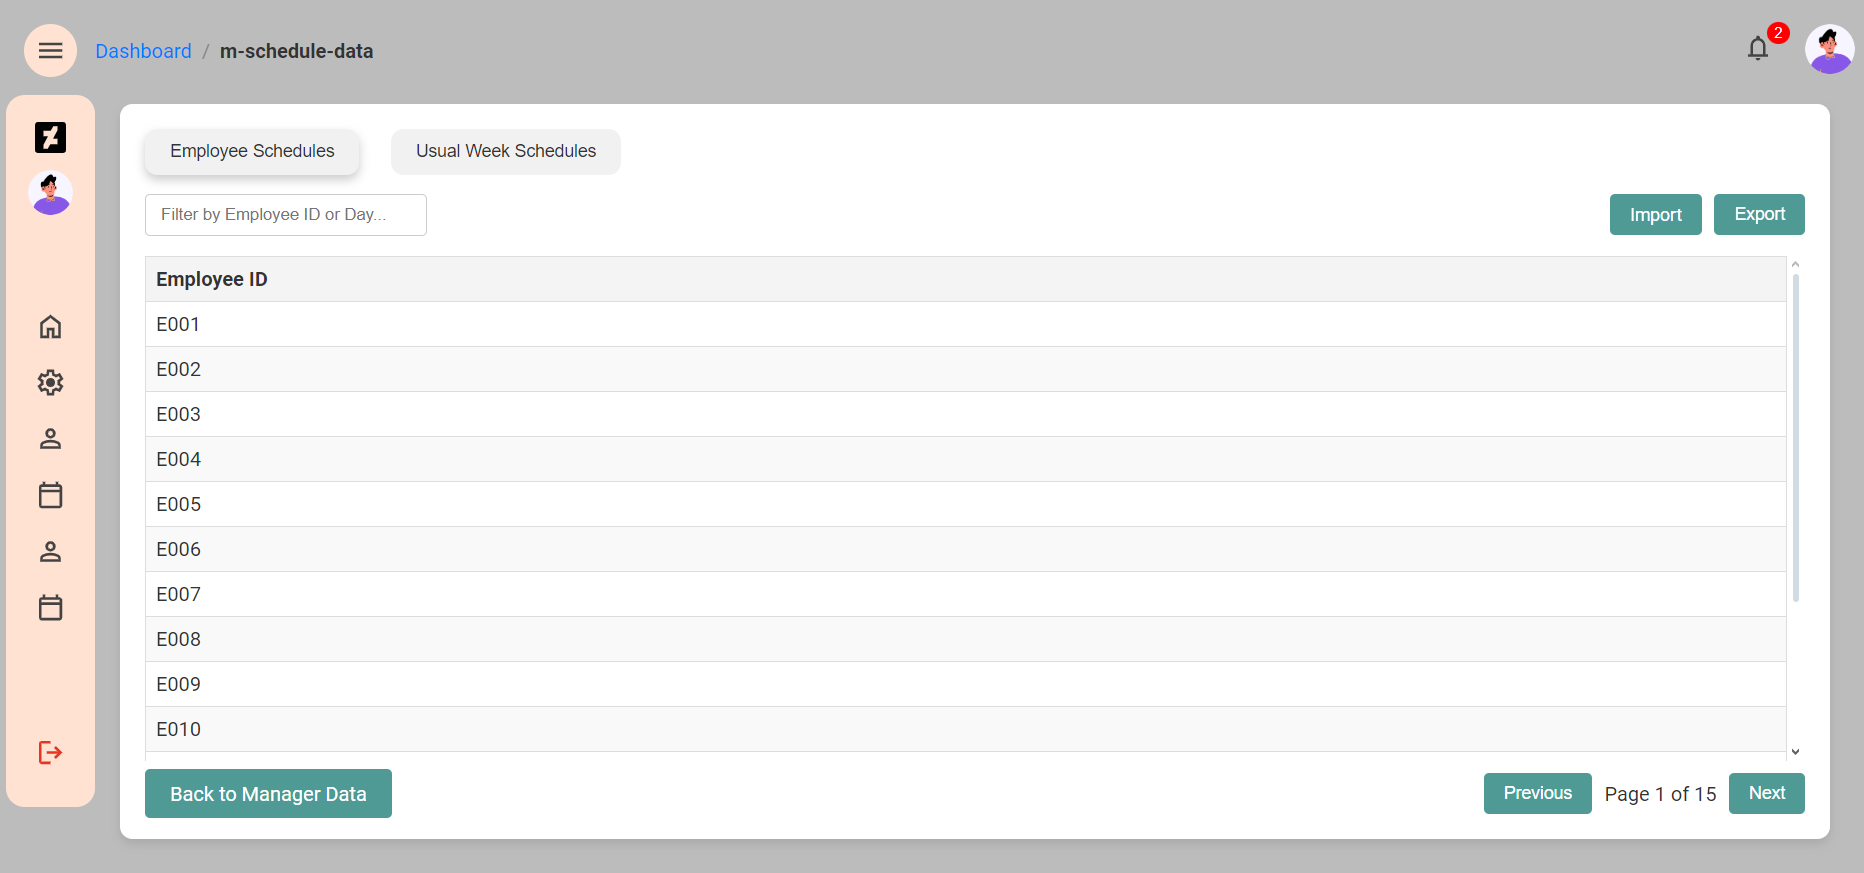 Dashboard / m-schedule-data
2
Employee Schedules
Usual Week Schedules
Filter by Employee ID or Day...
Import
Export
Employee ID
E001
E002
E003
E004
E005
E006
E007
E008
E009
E010
Back to Manager Data
Previous
Page 1 of 15
Next